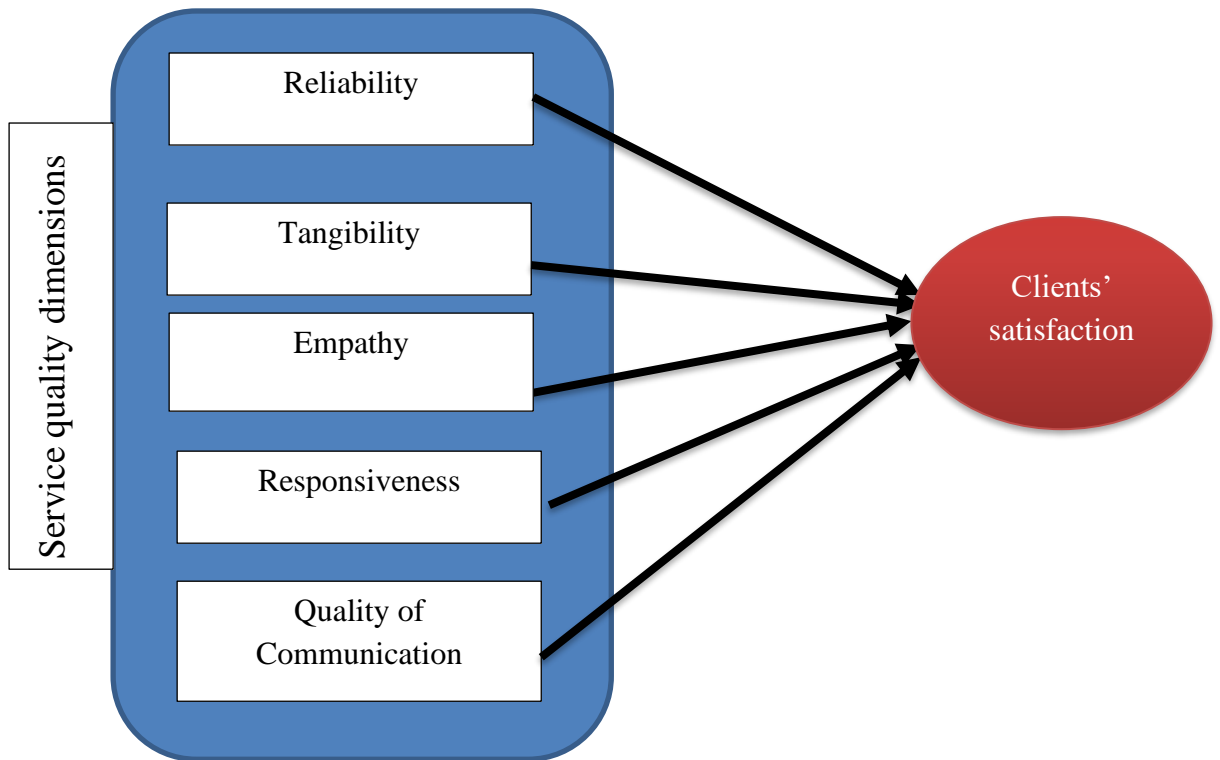 Service quality dimensions
Reliability
Tangibility
Empathy
Responsiveness
Quality of
Communication
Clients’
satisfaction